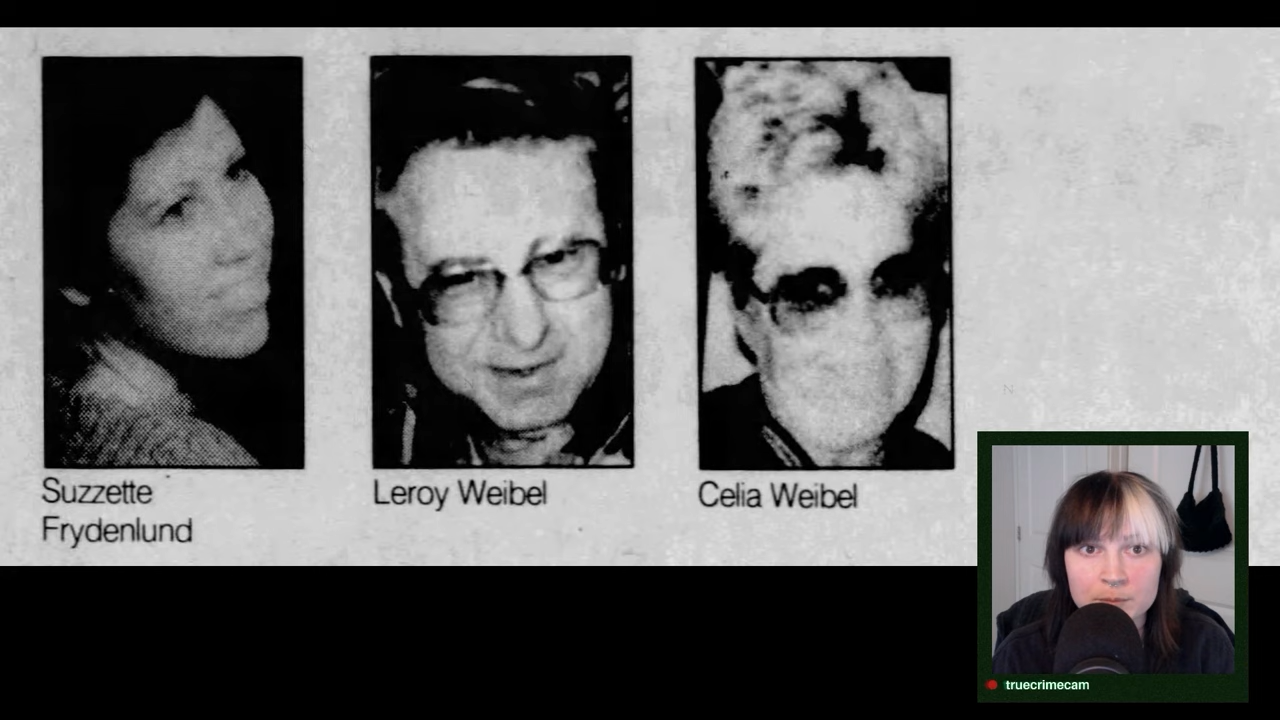 Suzzette
Frydenlund
Leroy Weibel
Celia Weibel
truecrimecam